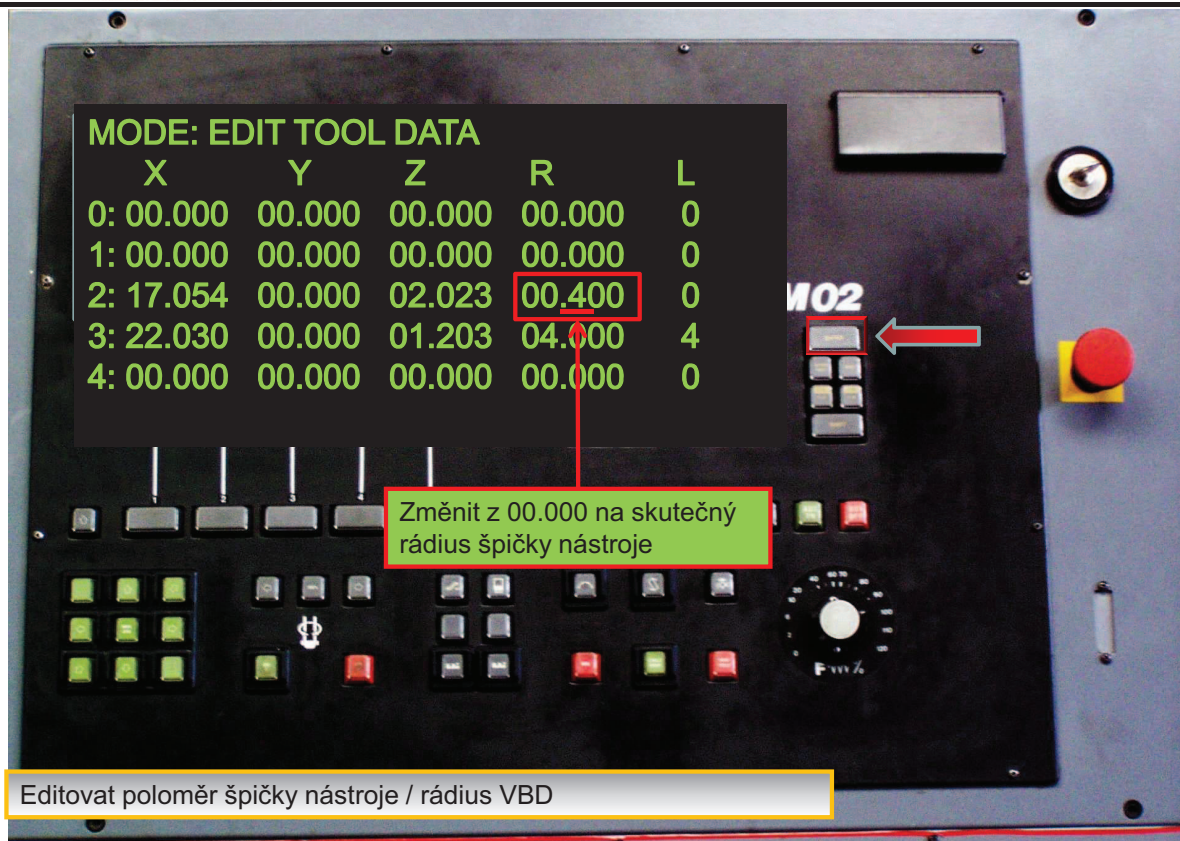 MODE: EDIT TOOL DATA
X Y Z R L
0: 00.000 00.000 00.000 00.000 0
1: 00.000 00.000 00.000 00.000 0
2: 17.054 00.000 02.023 00.400 0
3: 22.030 00.000 01.203 04.000 4
4: 00.000 00.000 00.000 00.000 0
M02
Změnit z 00.000 na skutečný
rádius špičky nástroje
Editovat poloměr špičky nástroje / rádius VBD